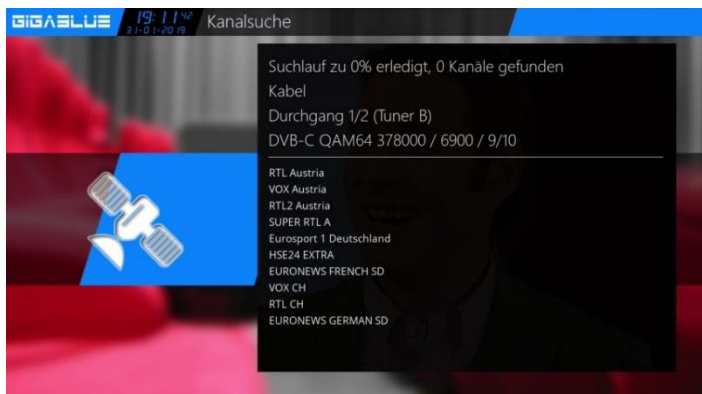 GIGABLUE
19:11 42
31-01-2019
Kanalsuche
Suchlauf zu 0% erledigt, 0 Kanäle gefunden
Kabel
Durchgang 1/2 (Tuner B)
DVB-C QAM64 378000 / 6900 / 9/10
RTL Austria
VOX Austria
RTL2 Austria
SUPER RTL A
Eurosport 1 Deutschland
HSE24 EXTRA
EURONEWS FRENCH SD
VOX CH
RTL CH
EURONEWS GERMAN SD